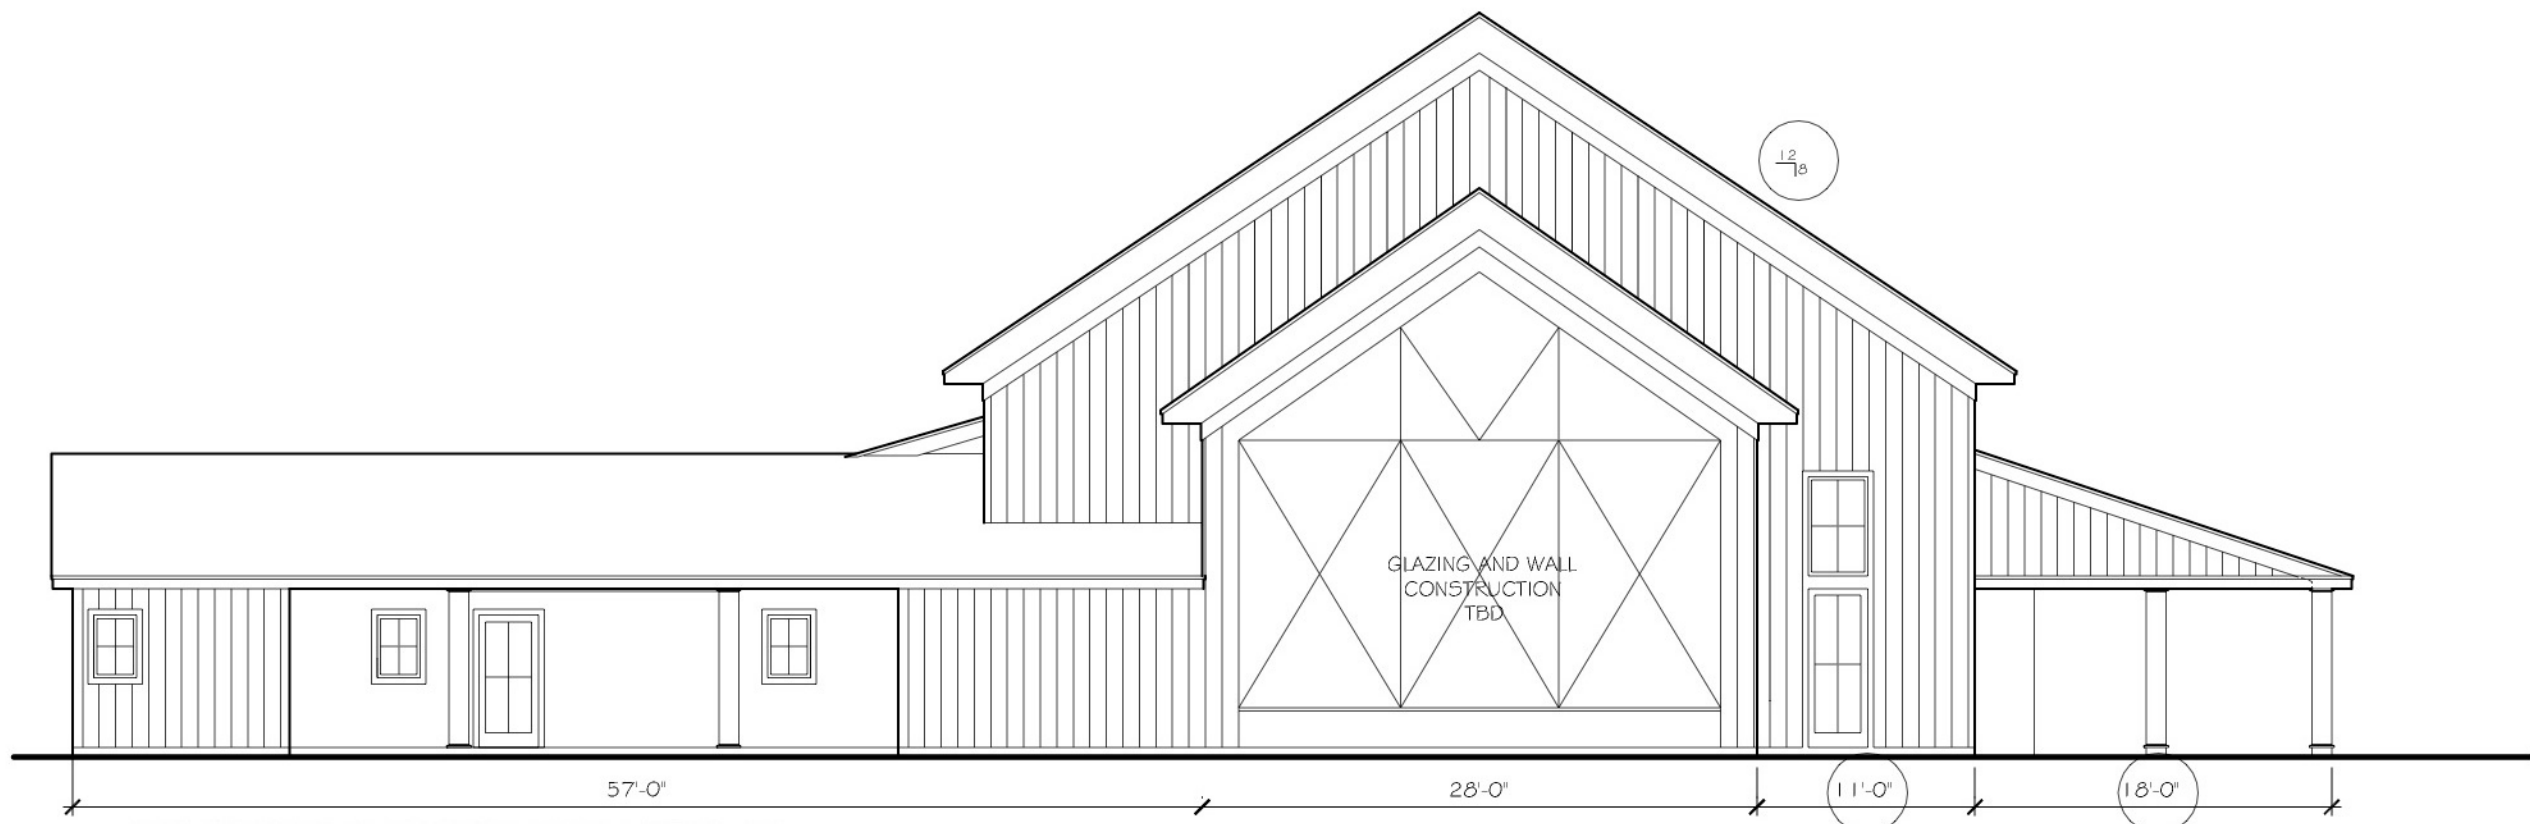 12
8
GLAZING AND WALL
CONSTRUCTION
TBD
57'-0"
28'-0"
11'-0"
18'-0"